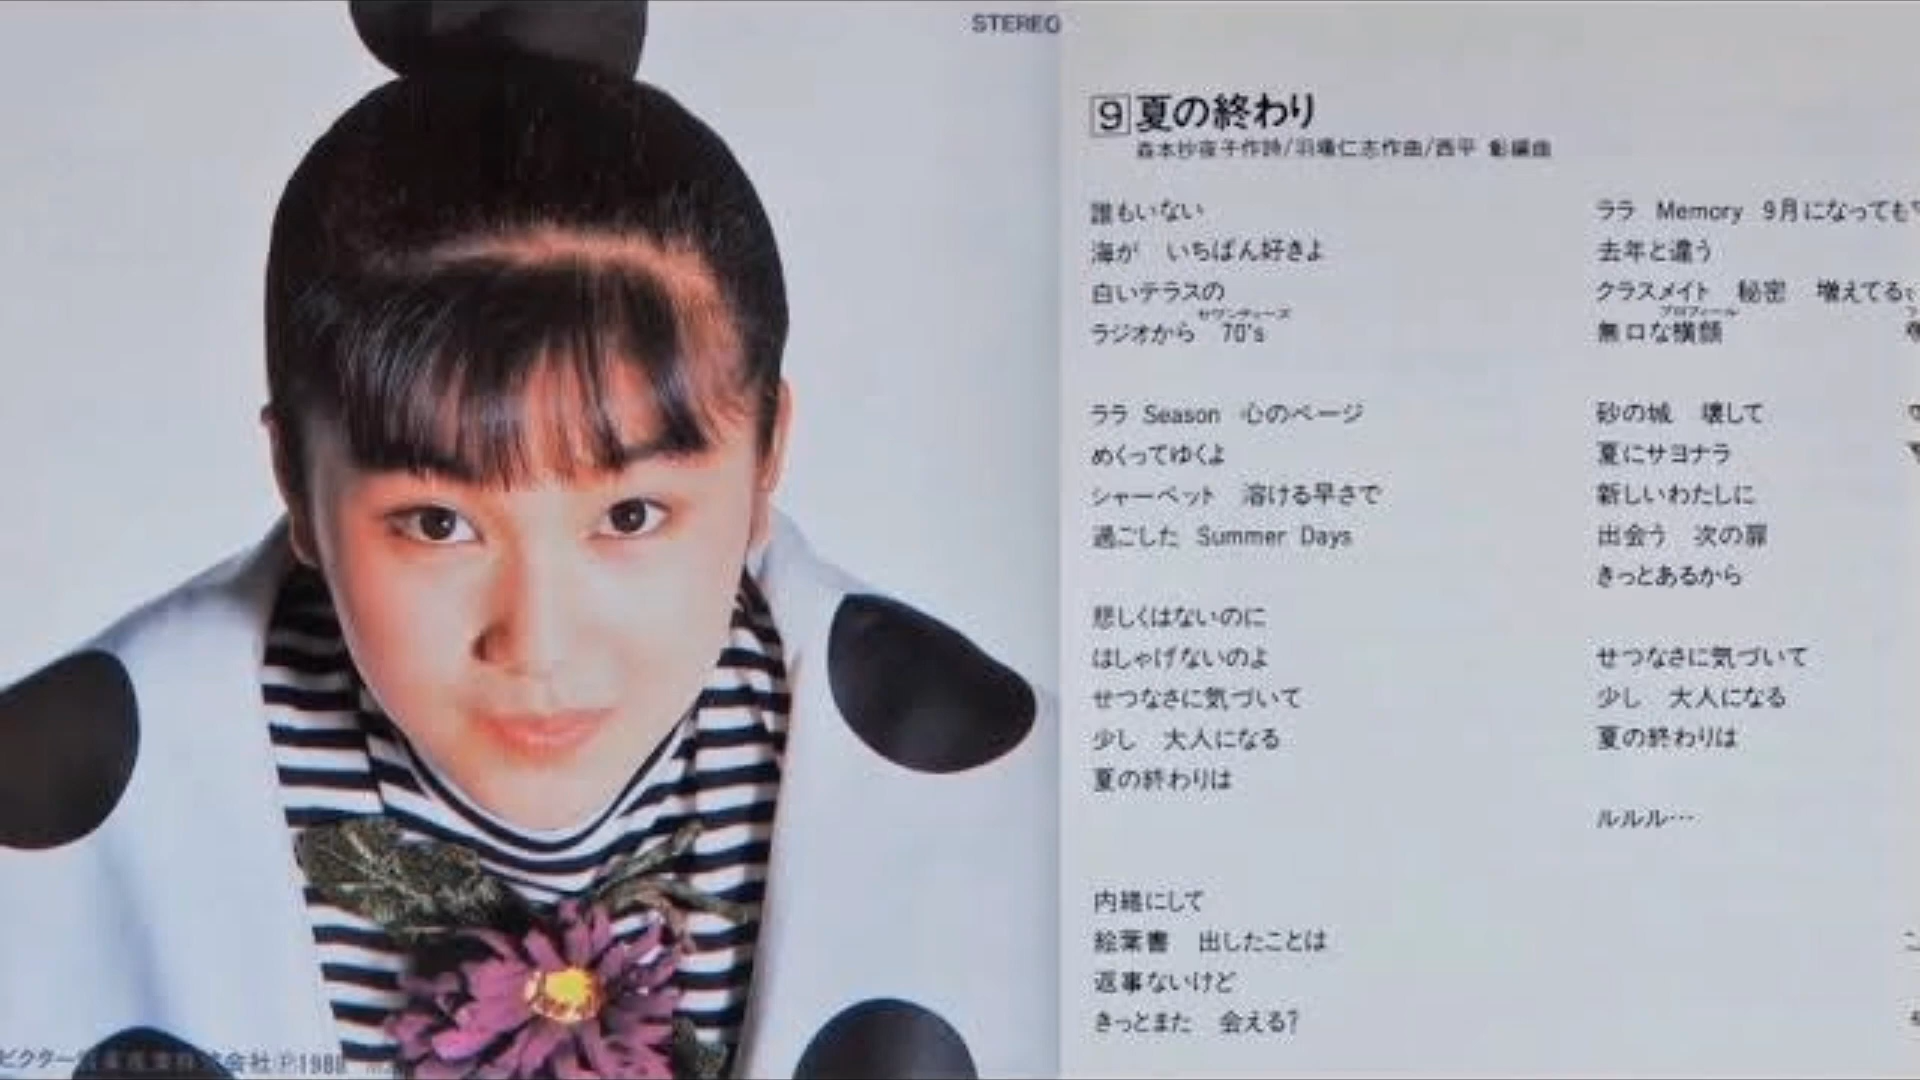 STEREO
9 夏の終わり
森本抄夜子作詩/羽場仁志作曲/西平 彰編曲
誰もいない
海が いちばん好きよ
白いテラスの
セヴンティーズ
ラジオから 70's
ララ Season 心のページ
めくってゆくよ
シャーベット 溶ける早さで
過ごした Summer Days
悲しくはないのに
はしゃげないのよ
せつなさに気づいて
少し 大人になる
夏の終わりは
内緒にして
絵葉書 出したことは
返事ないけど
きっとまた 会える?
ララ Memory 9月になっても
去年と違う
クラスメイト 秘密 増えてる
プロフィール
無口な横顔
砂の城 壊して
夏にサヨナラ
新しいわたしに
出会う 次の扉
きっとあるから
せつなさに気づいて
少し 大人になる
夏の終わりは
ルルル…
ビクター音楽産業株式会社 Ⓟ1988